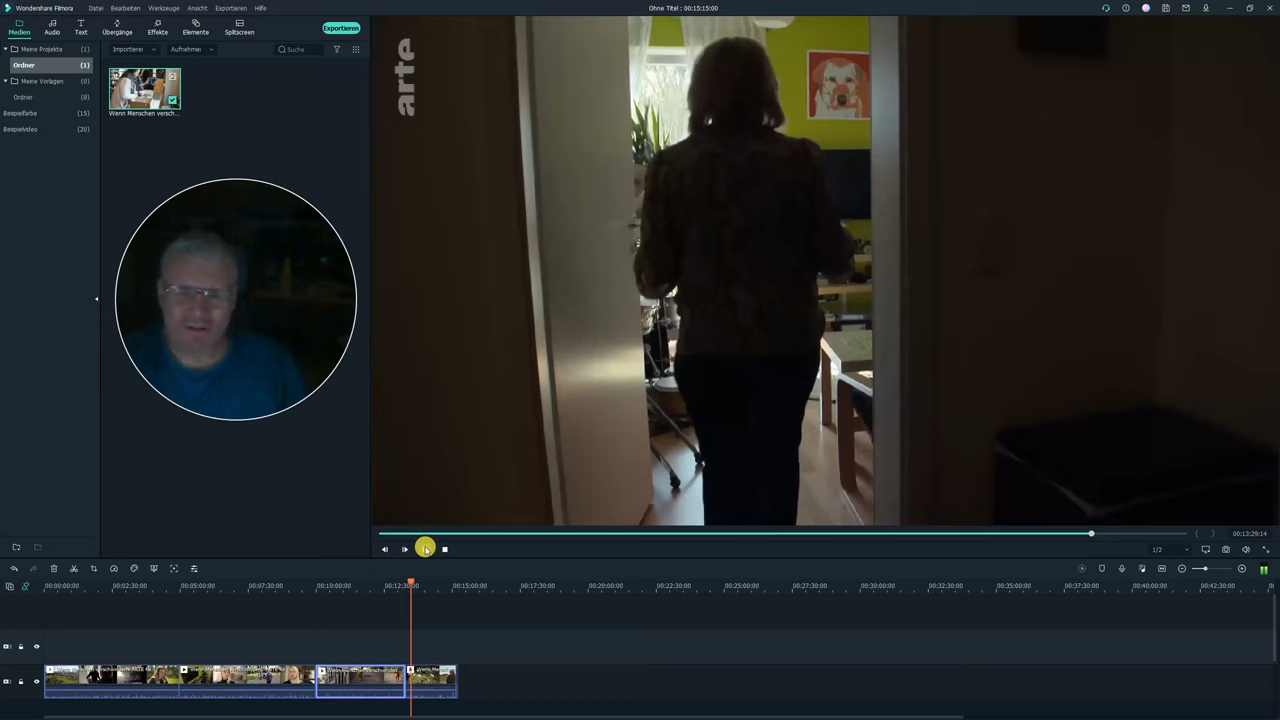 Wondershare Filmora
Datei
Bearbeiten
Werkzeuge
Ansicht
Exportieren
Hilfe
Ohne Titel : 00:15:15:00
Medien
Audio
Text
Übergänge
Effekte
Elemente
Splitscreen
Exportieren
Meine Projekte (1)
Ordner (1)
Meine Vorlagen (0)
Ordner (0)
Beispielfarbe (15)
Beispielvideo (20)
Importieren
Aufnehmen
Suche
Wenn Menschen versch...
arte
00:13:29:14
1/2
00:00:00:00
00:02:30:00
00:05:00:00
00:07:30:00
00:10:00:00
00:12:30:00
00:15:00:00
00:17:30:00
00:20:00:00
00:22:30:00
00:25:00:00
00:27:30:00
00:30:00:00
00:32:30:00
00:35:00:00
00:37:30:00
00:40:00:00
00:42:30:00